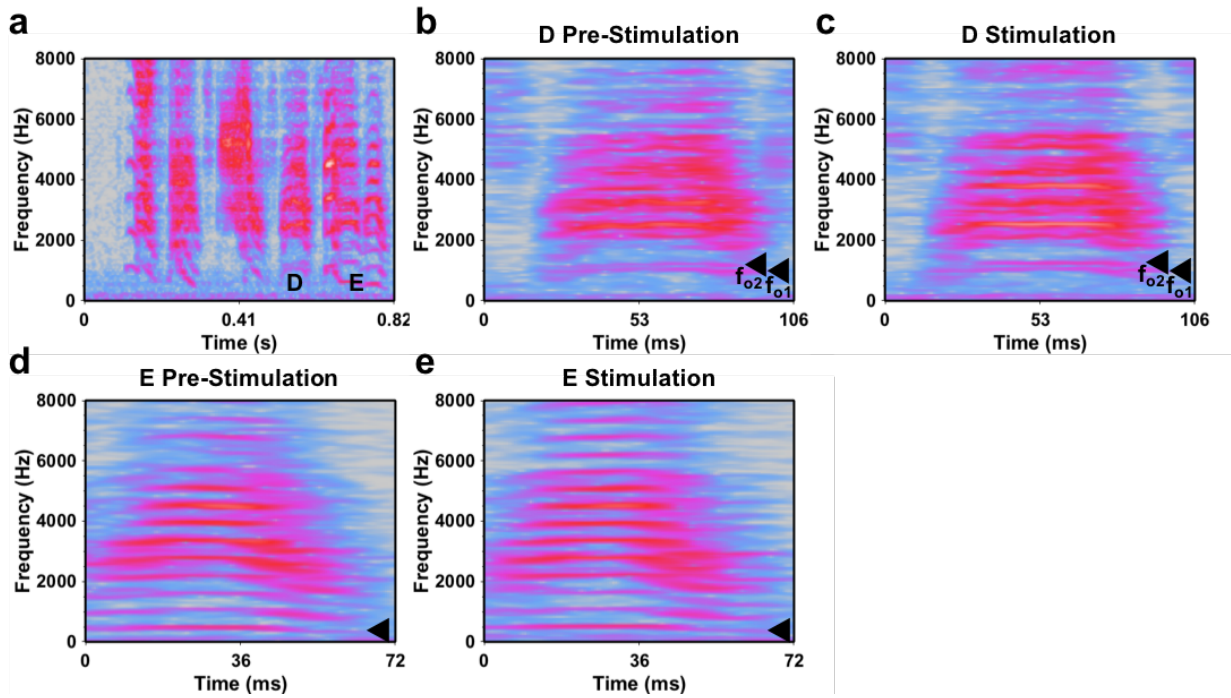 a
8000
6000
4000
2000
0
Frequency (Hz)
D
E
0
0.41
0.82
Time (s)
b
D Pre-Stimulation
8000
6000
4000
2000
0
Frequency (Hz)
fo2
fo1
0
53
106
Time (ms)
c
D Stimulation
8000
6000
4000
2000
0
Frequency (Hz)
fo2
fo1
0
53
106
Time (ms)
d
E Pre-Stimulation
8000
6000
4000
2000
0
Frequency (Hz)
0
36
72
Time (ms)
e
E Stimulation
8000
6000
4000
2000
0
Frequency (Hz)
0
36
72
Time (ms)